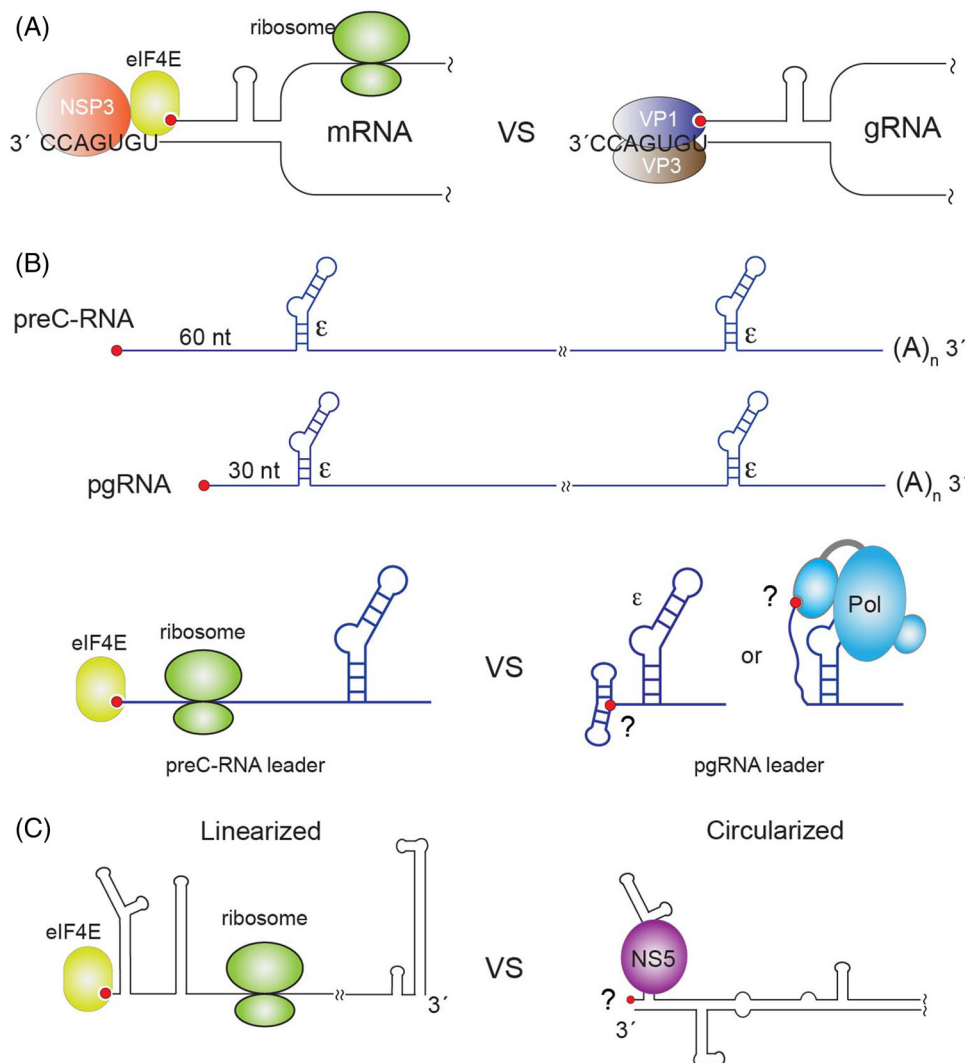 (A)
ribosome
eIF4E
NSP3
mRNA
3´ CCAGUGU
VS
VP1
gRNA
3´CCAGUGU
VP3
(B)
preC-RNA
60 nt
ε
ε
(A)n 3´
pgRNA
30 nt
ε
ε
(A)n 3´
eIF4E
ribosome
VS
ε
?
or
?
Pol
preC-RNA leader
pgRNA leader
(C)
Linearized
Circularized
eIF4E
ribosome
3´
VS
NS5
?
3´